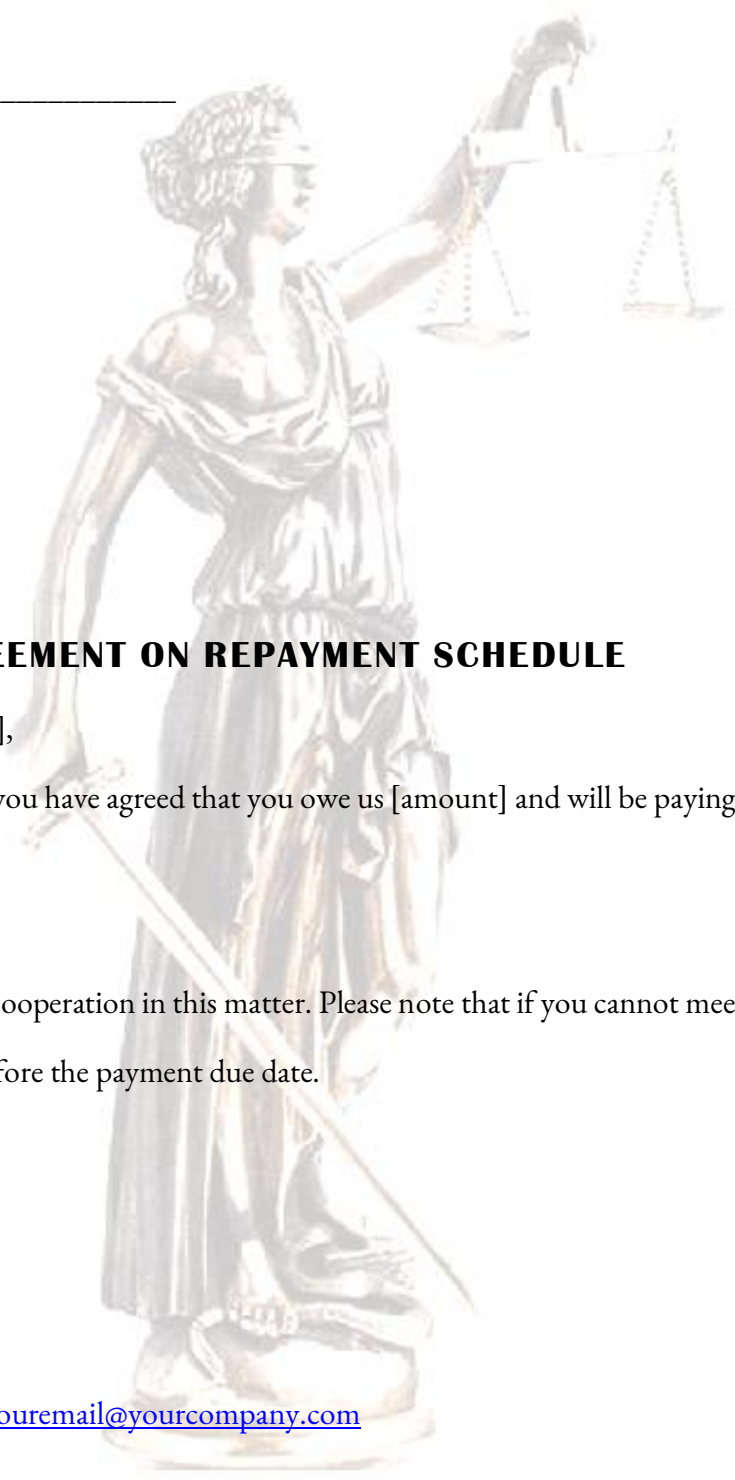 ___________
EEMENT ON REPAYMENT SCHEDULE
],
you have agreed that you owe us [amount] and will be paying
ooperation in this matter. Please note that if you cannot mee
fore the payment due date.
ouremail@yourcompany.com